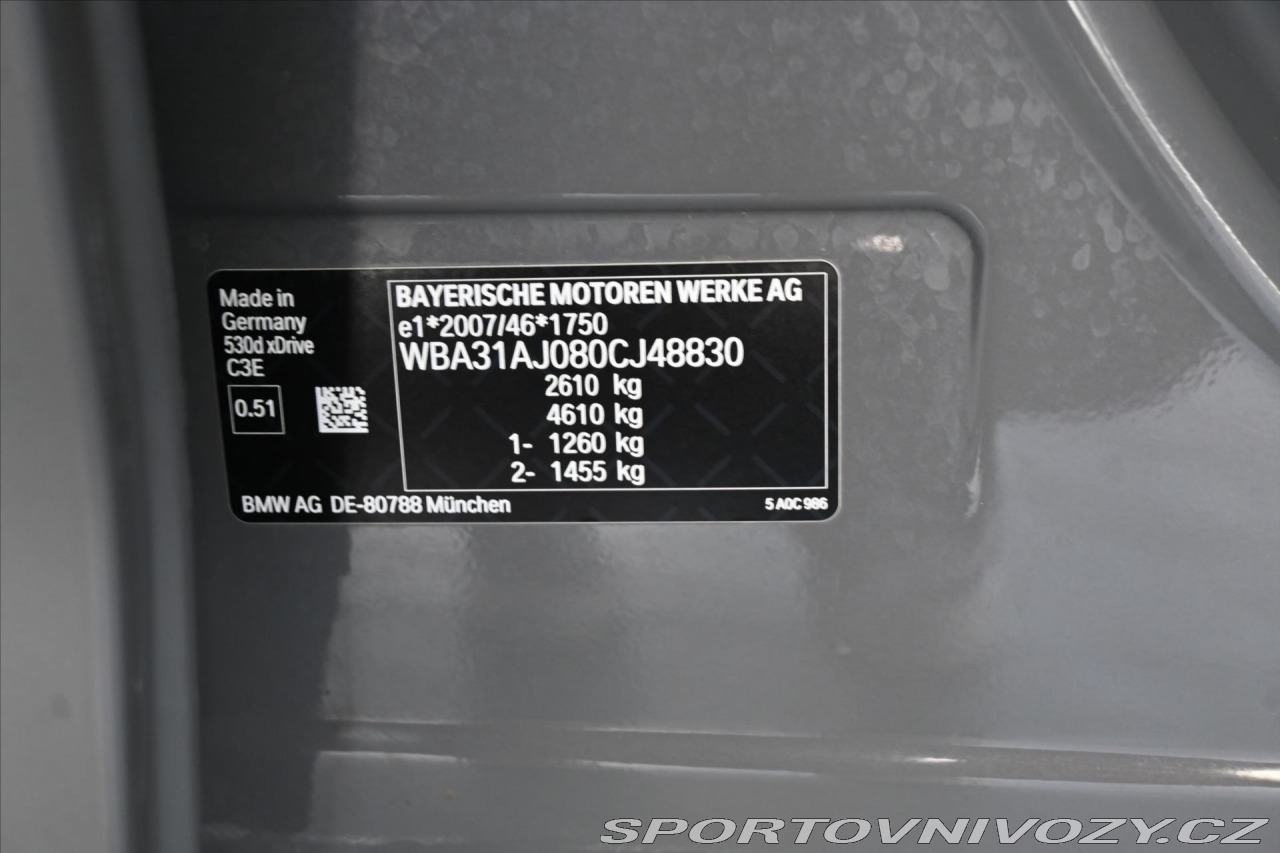 Made in
Germany
530d xDrive
C3E
0.51
BAYERISCHE MOTOREN WERKE AG
e1*2007/46*1750
WBA31AJ080CJ48830
2610 kg
4610 kg
1- 1260 kg
2- 1455 kg
BMW AG DE-80788 München
5 A0C 986
SPORTOVNIVOZY.CZ